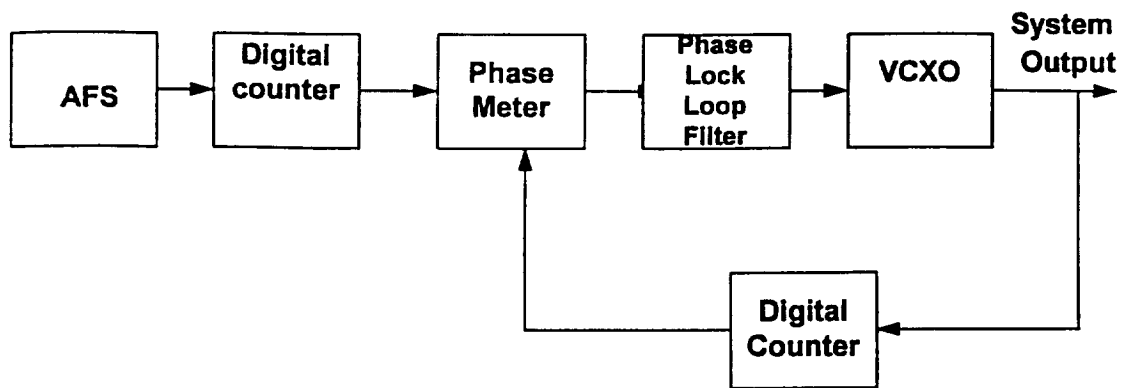 AFS
Digital
counter
Phase
Meter
Phase
Lock
Loop
Filter
VCXO
System
Output
Digital
Counter